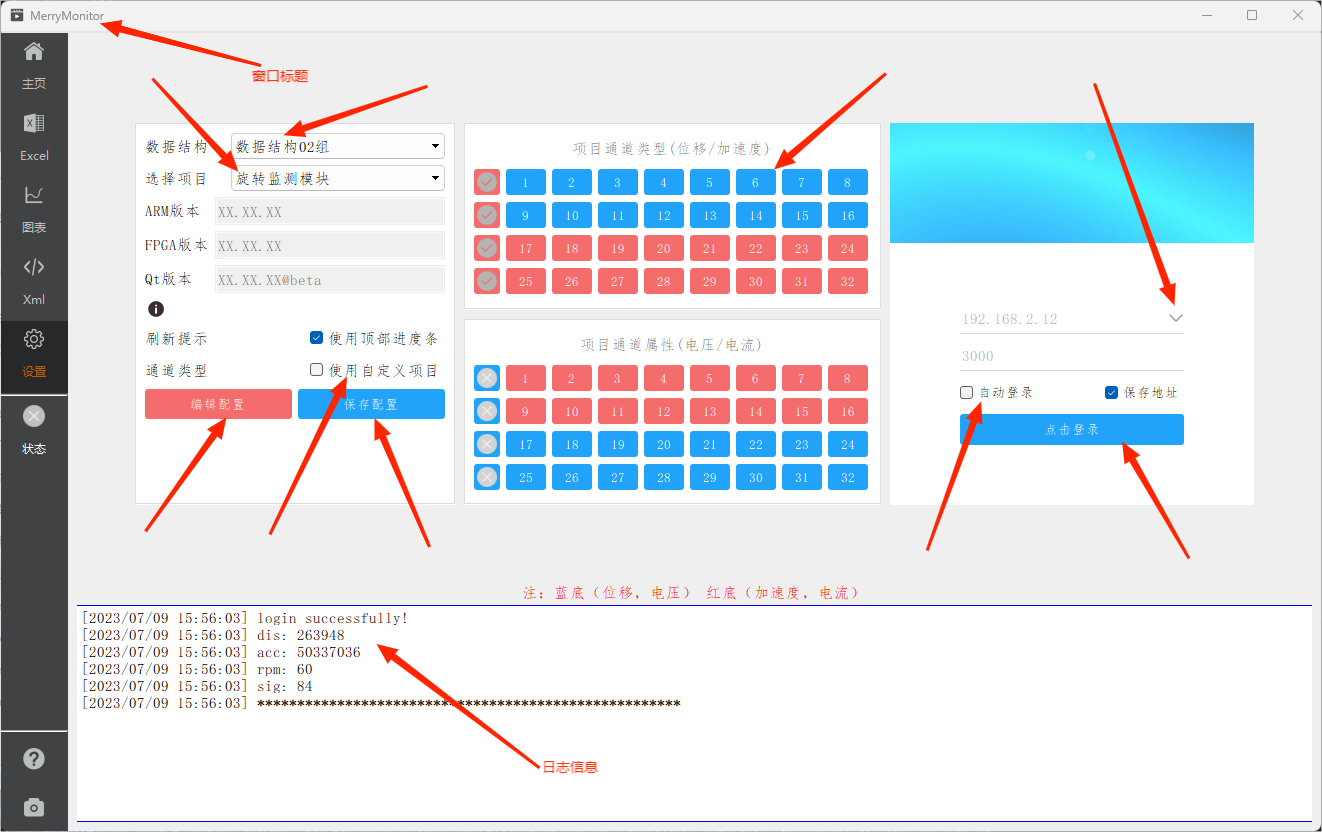 MerryMonitor
窗口标题
主页
Excel
图表
Xml
设置
状态
数据结构 数据结构02组
选择项目 旋转监测模块
ARM版本 XX.XX.XX
FPGA版本 XX.XX.XX
Qt版本 XX.XX.XX@beta
刷新提示 使用顶部进度条
通道类型 使用自定义项目
编辑配置 保存配置
项目通道类型(位移/加速度)
1 2 3 4 5 6 7 8
9 10 11 12 13 14 15 16
17 18 19 20 21 22 23 24
25 26 27 28 29 30 31 32
项目通道属性(电压/电流)
1 2 3 4 5 6 7 8
9 10 11 12 13 14 15 16
17 18 19 20 21 22 23 24
25 26 27 28 29 30 31 32
192.168.2.12
3000
自动登录 保存地址
点击登录
注：蓝底（位移，电压） 红底（加速度，电流）
[2023/07/09 15:56:03] login successfully!
[2023/07/09 15:56:03] dis: 263948
[2023/07/09 15:56:03] acc: 50337036
[2023/07/09 15:56:03] rpm: 60
[2023/07/09 15:56:03] sig: 84
[2023/07/09 15:56:03] *****************************************************
日志信息